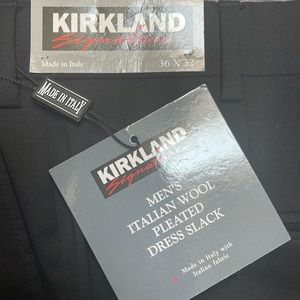 KIRKLAND
Signature
Made in Italy 36 X 32
MADE IN ITALY
KIRKLAND
Signature
MEN'S
ITALIAN WOOL
PLEATED
DRESS SLACK
Made in Italy with
Italian fabric